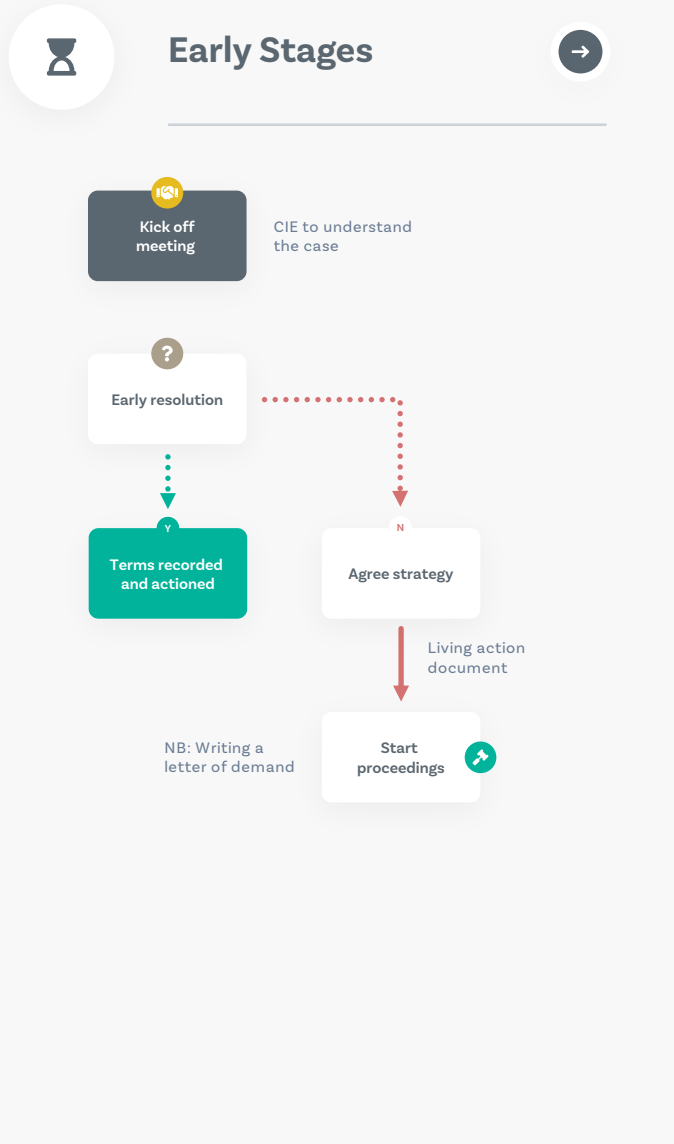 Early Stages
Kick off
meeting
CIE to understand
the case
?
Early resolution
Y
Terms recorded
and actioned
N
Agree strategy
Living action
document
NB: Writing a
letter of demand
Start
proceedings